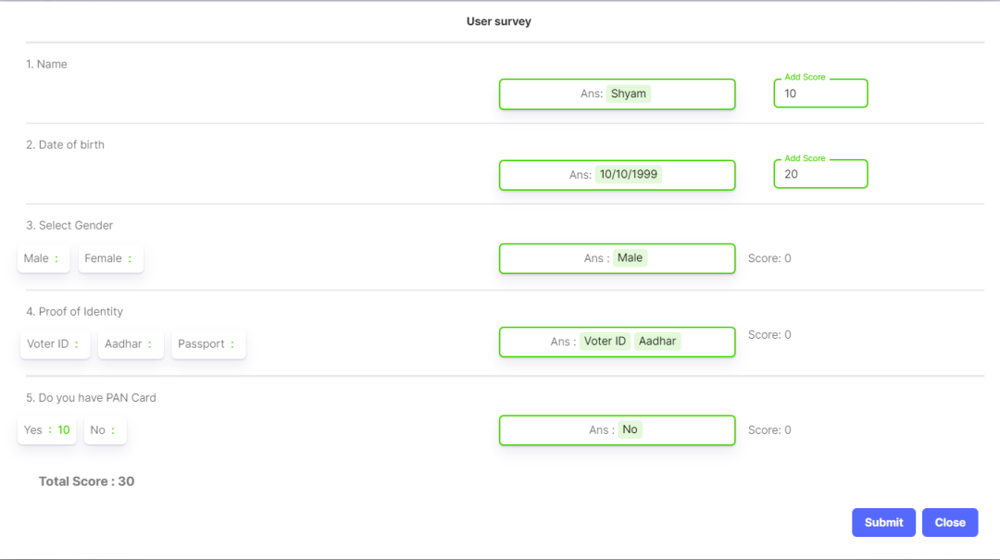 User survey
1. Name
Ans: Shyam
Add Score
10
2. Date of birth
Ans: 10/10/1999
Add Score
20
3. Select Gender
Male : Female :
Ans : Male
Score: 0
4. Proof of Identity
Voter ID : Aadhar : Passport :
Ans : Voter ID Aadhar
Score: 0
5. Do you have PAN Card
Yes : 10 No :
Ans : No
Score: 0
Total Score : 30
Submit Close